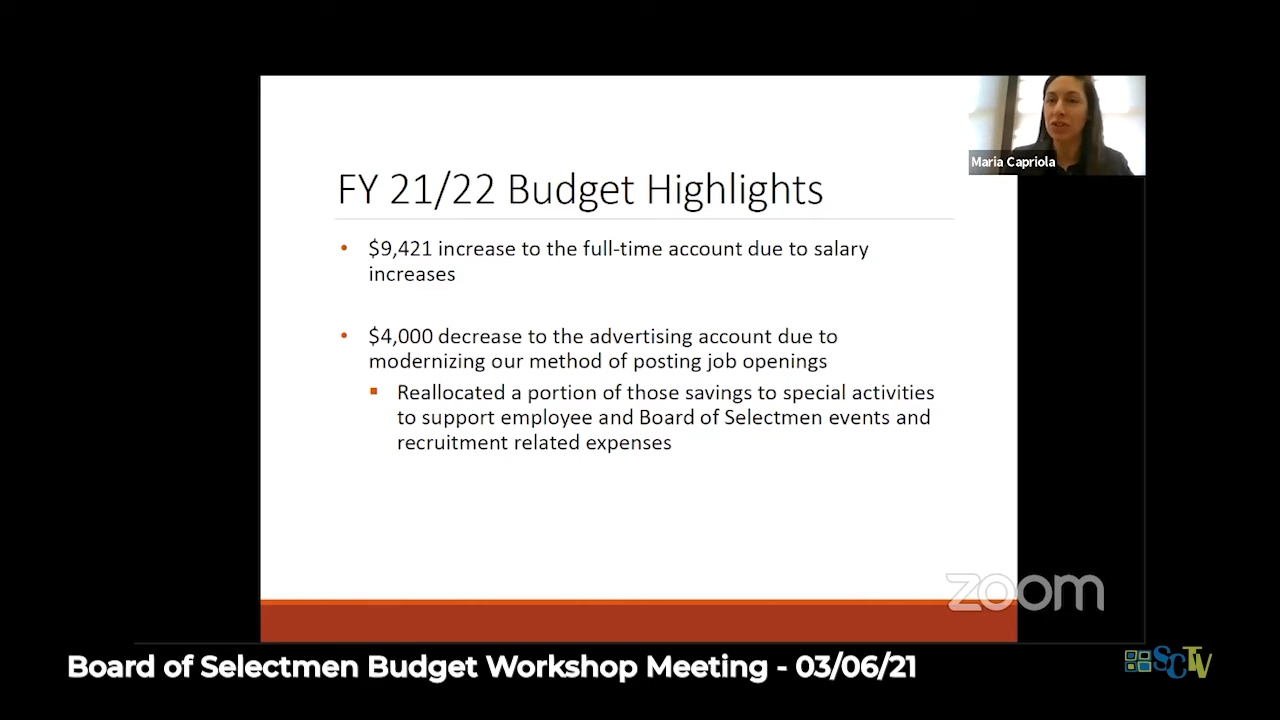 Maria Capriola
FY 21/22 Budget Highlights
• $9,421 increase to the full-time account due to salary
increases
• $4,000 decrease to the advertising account due to
modernizing our method of posting job openings
▪ Reallocated a portion of those savings to special activities
to support employee and Board of Selectmen events and
recruitment related expenses
zoom
Board of Selectmen Budget Workshop Meeting - 03/06/21
SCTV